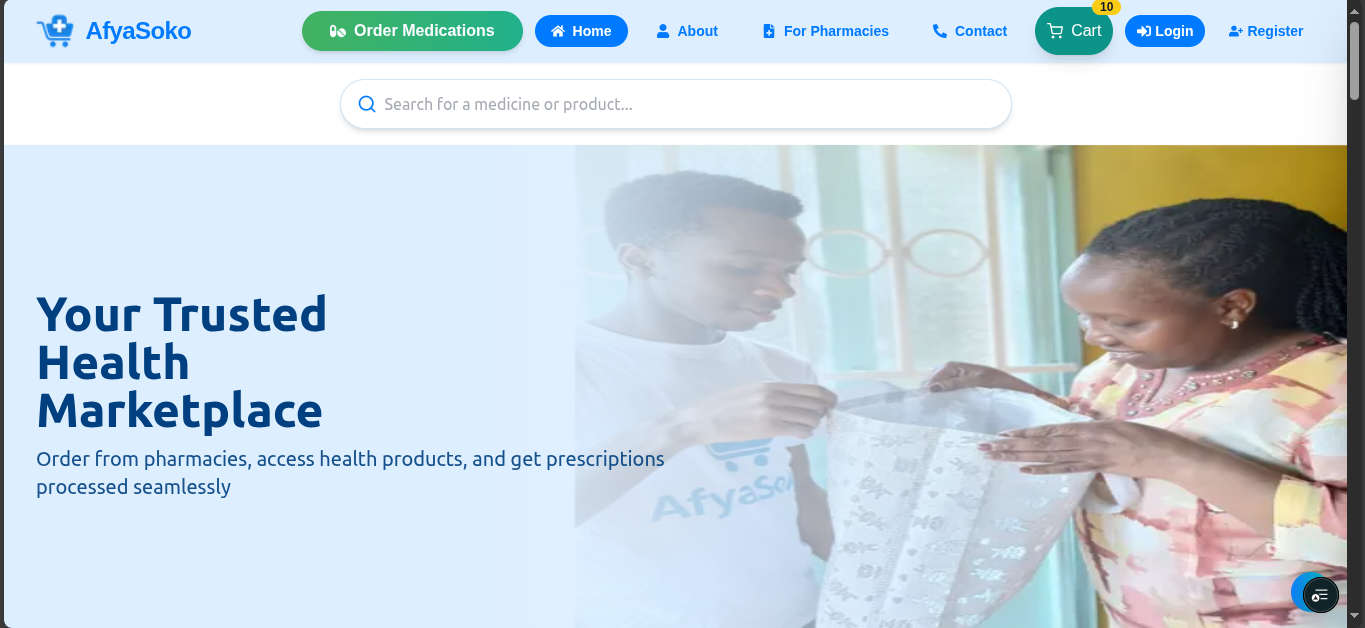 AfyaSoko
Order Medications
Home
About
For Pharmacies
Contact
Cart
10
Login
Register
Search for a medicine or product...
Your Trusted
Health
Marketplace
Order from pharmacies, access health products, and get prescriptions
processed seamlessly
AfyaSo